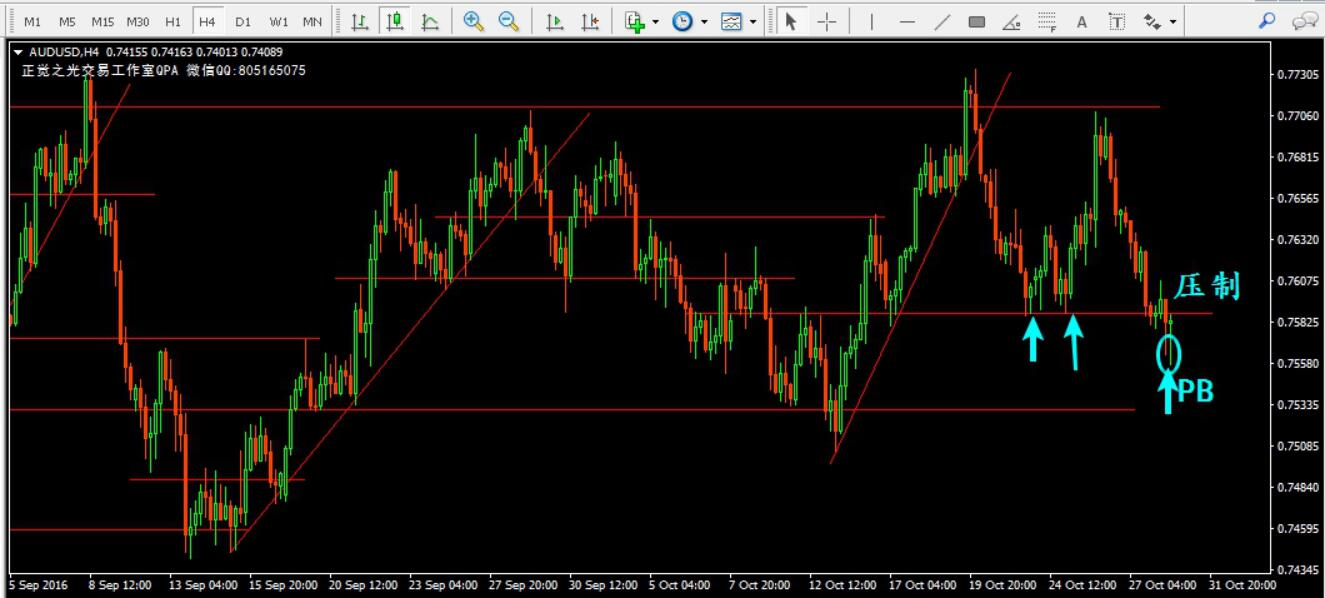 M1 M5 M15 M30 H1 H4 D1 W1 MN
A T
F
AUDUSD,H4 0.74155 0.74163 0.74013 0.74089
正觉之光交易工作室QPA 微信QQ:805165075
0.77305
0.77060
0.76815
0.76565
0.76320
0.76075
0.75825
0.75580
0.75335
0.75085
0.74840
0.74595
0.74345
压制
PB
5 Sep 2016 8 Sep 12:00 13 Sep 04:00 15 Sep 20:00 20 Sep 12:00 23 Sep 04:00 27 Sep 20:00 30 Sep 12:00 5 Oct 04:00 7 Oct 20:00 12 Oct 12:00 17 Oct 04:00 19 Oct 20:00 24 Oct 12:00 27 Oct 04:00 31 Oct 20:00